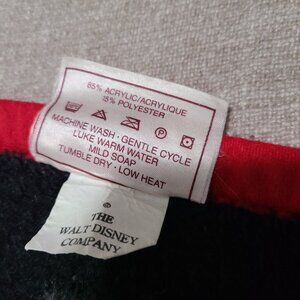 85% ACRYLIC/ACRYLIQUE
15% POLYESTER
MACHINE WASH - GENTLE CYCLE
LUKE WARM WATER
MILD SOAP
TUMBLE DRY - LOW HEAT
©
THE
WALT DISNEY
COMPANY